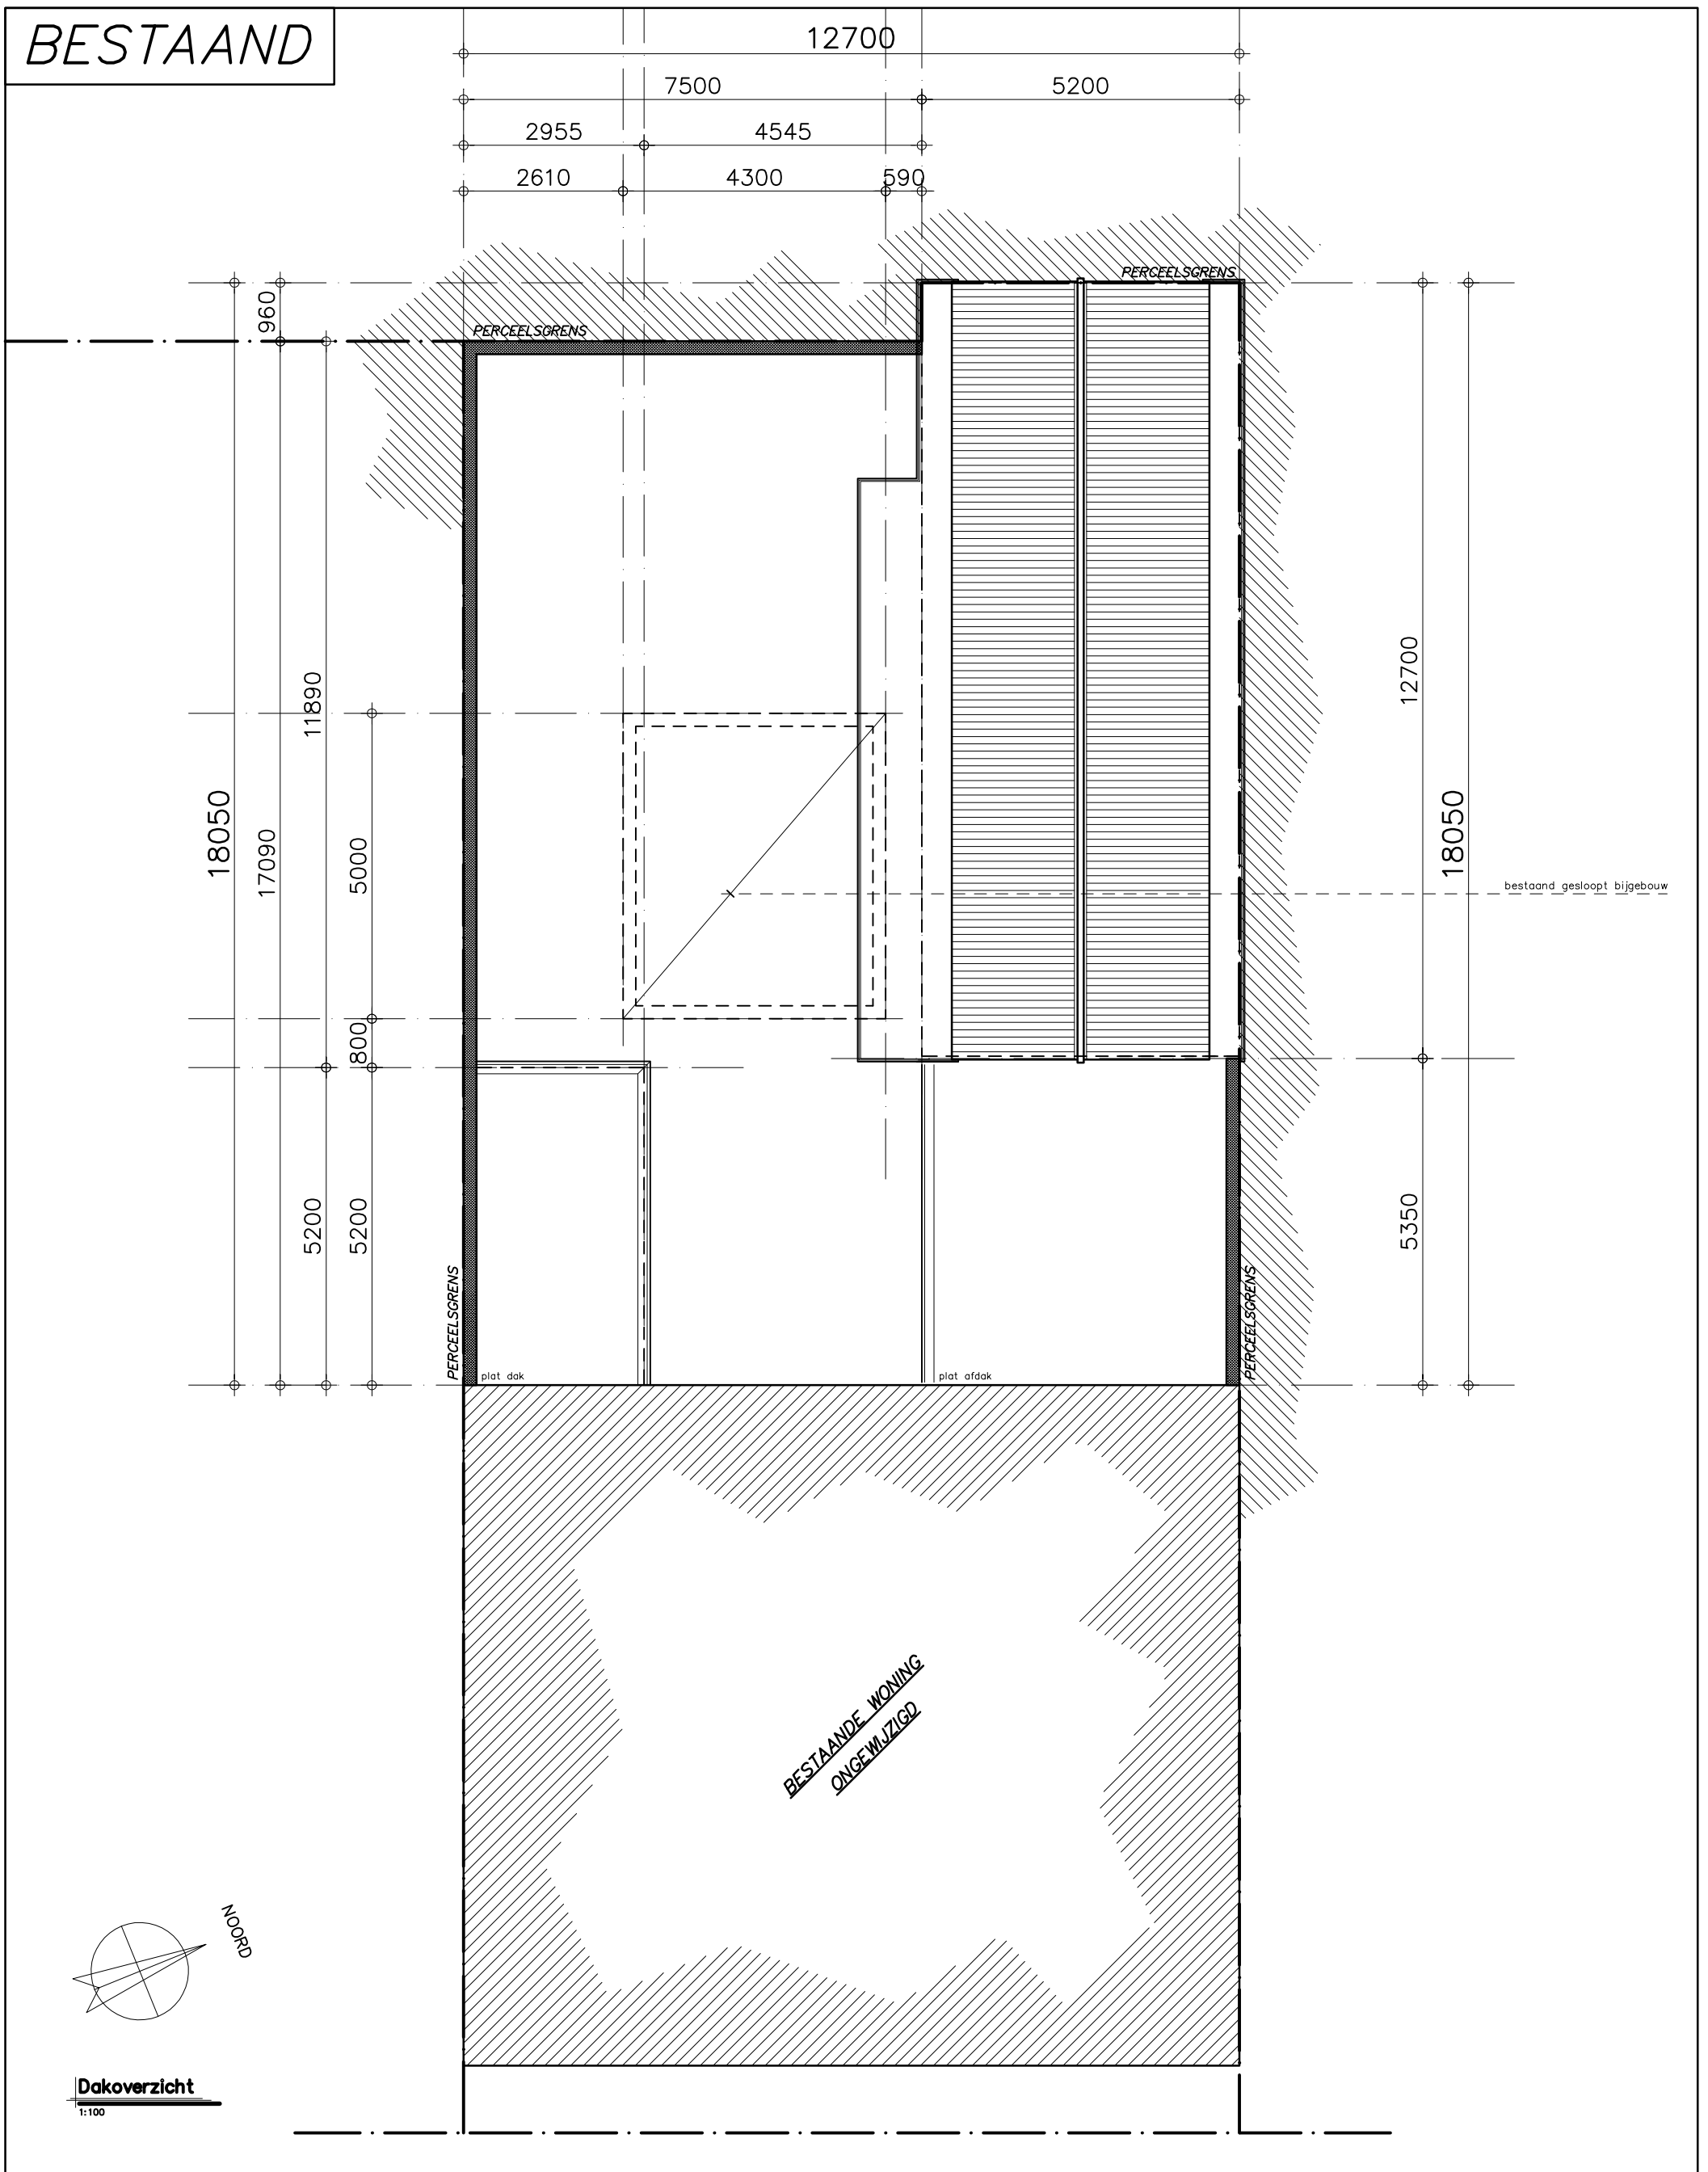 BESTAAND
12700
7500
5200
2955
4545
2610
4300
590
PERCEELSGRENS
PERCEELSGRENS
960
11890
12700
18050
17090
5000
18050
bestaand gesloopt bijgebouw
800
5200
5200
5350
PERCEELSGRENS
PERCEELSGRENS
plat dak
plat afdak
BESTAANDE WONING
ONGEWIJZIGD
NOORD
Dakoverzicht
1:100